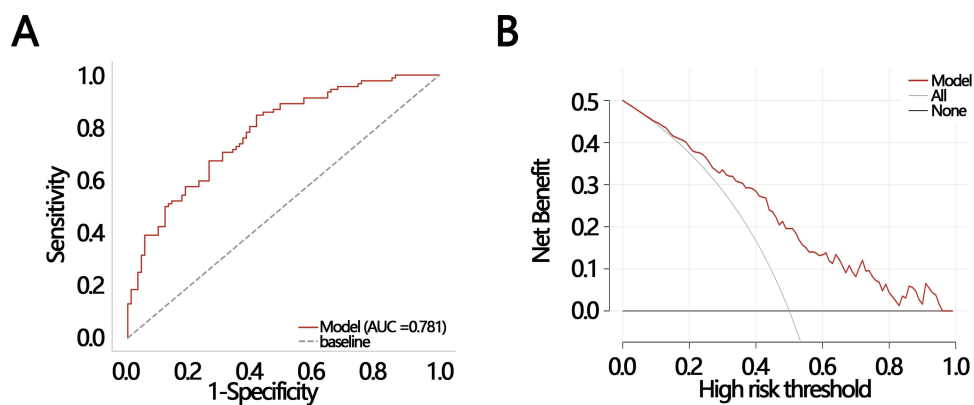 A
Sensitivity
1.0
0.8
0.6
0.4
0.2
0.0
Model (AUC =0.781)
baseline
0.0 0.2 0.4 0.6 0.8 1.0
1-Specificity
B
Net Benefit
Model
All
None
0.5
0.4
0.3
0.2
0.1
0.0
0.0 0.2 0.4 0.6 0.8 1.0
High risk threshold